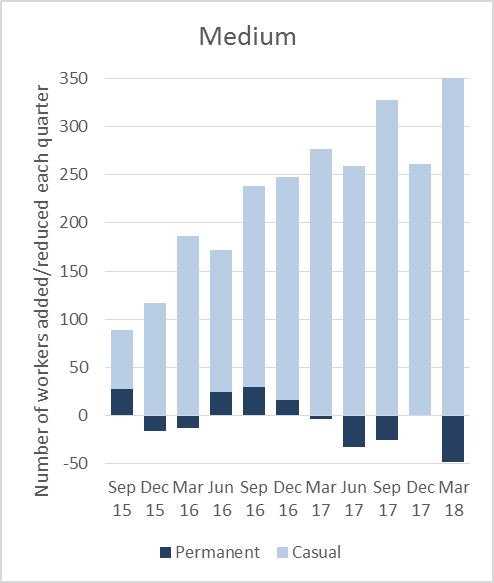 Medium
Number of workers added/reduced each quarter
350
300
250
200
150
100
50
0
-50
Sep Dec Mar Jun Sep Dec Mar Jun Sep Dec Mar
15 15 16 16 16 16 17 17 17 17 18
Permanent Casual